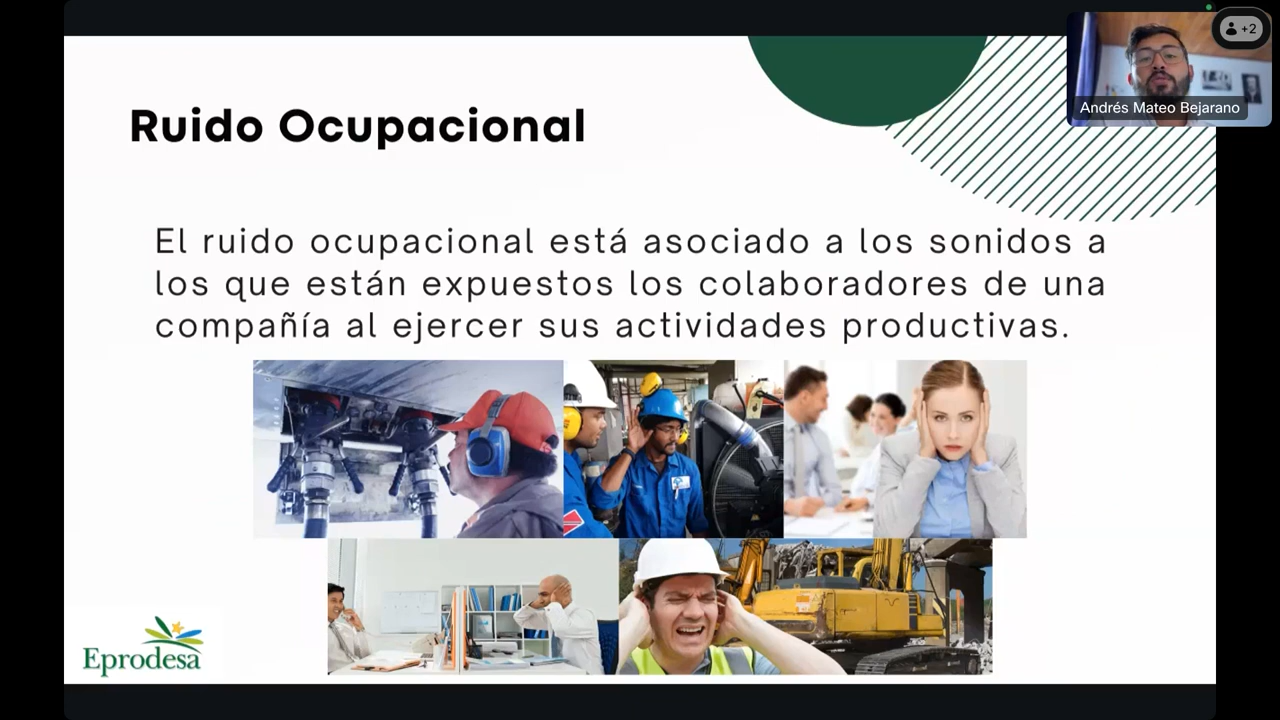 Ruido Ocupacional
+2
Andrés Mateo Bejarano
El ruido ocupacional está asociado a los sonidos a
los que están expuestos los colaboradores de una
compañía al ejercer sus actividades productivas.
Eprodesa